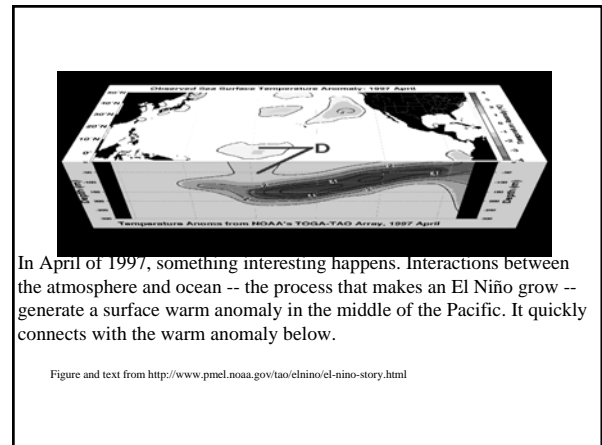 Observed Sea Surface Temperature Anomaly, 1997 April
D
Temperature Anoms from NOAA's TOGA-TAO Array, 1997 April
In April of 1997, something interesting happens. Interactions between
the atmosphere and ocean -- the process that makes an El Niño grow --
generate a surface warm anomaly in the middle of the Pacific. It quickly
connects with the warm anomaly below.
Figure and text from http://www.pmel.noaa.gov/tao/elnino/el-nino-story.html